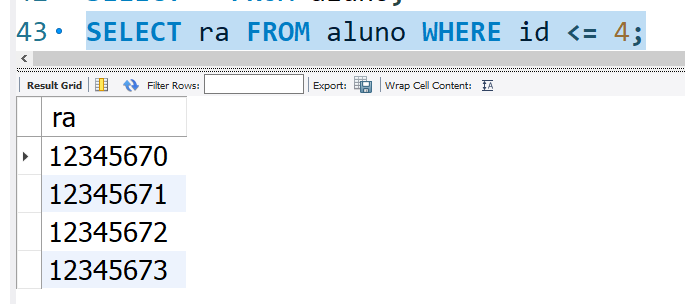 43 SELECT ra FROM aluno WHERE id <= 4;
Result Grid Filter Rows: Export: Wrap Cell Content:
ra
12345670
12345671
12345672
12345673